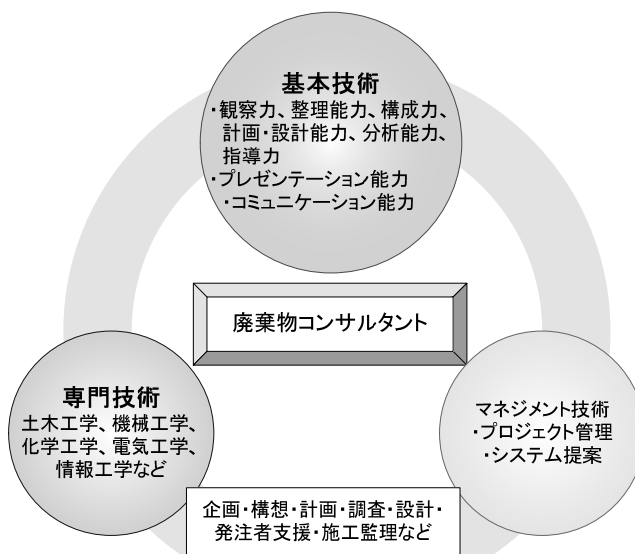 基本技術
・観察力、整理能力、構成力、
計画・設計能力、分析能力、
指導力
・プレゼンテーション能力
・コミュニケーション能力
廃棄物コンサルタント
専門技術
土木工学、機械工学、
化学工学、電気工学、
情報工学など
マネジメント技術
・プロジェクト管理
・システム提案
企画・構想・計画・調査・設計・
発注者支援・施工監理など